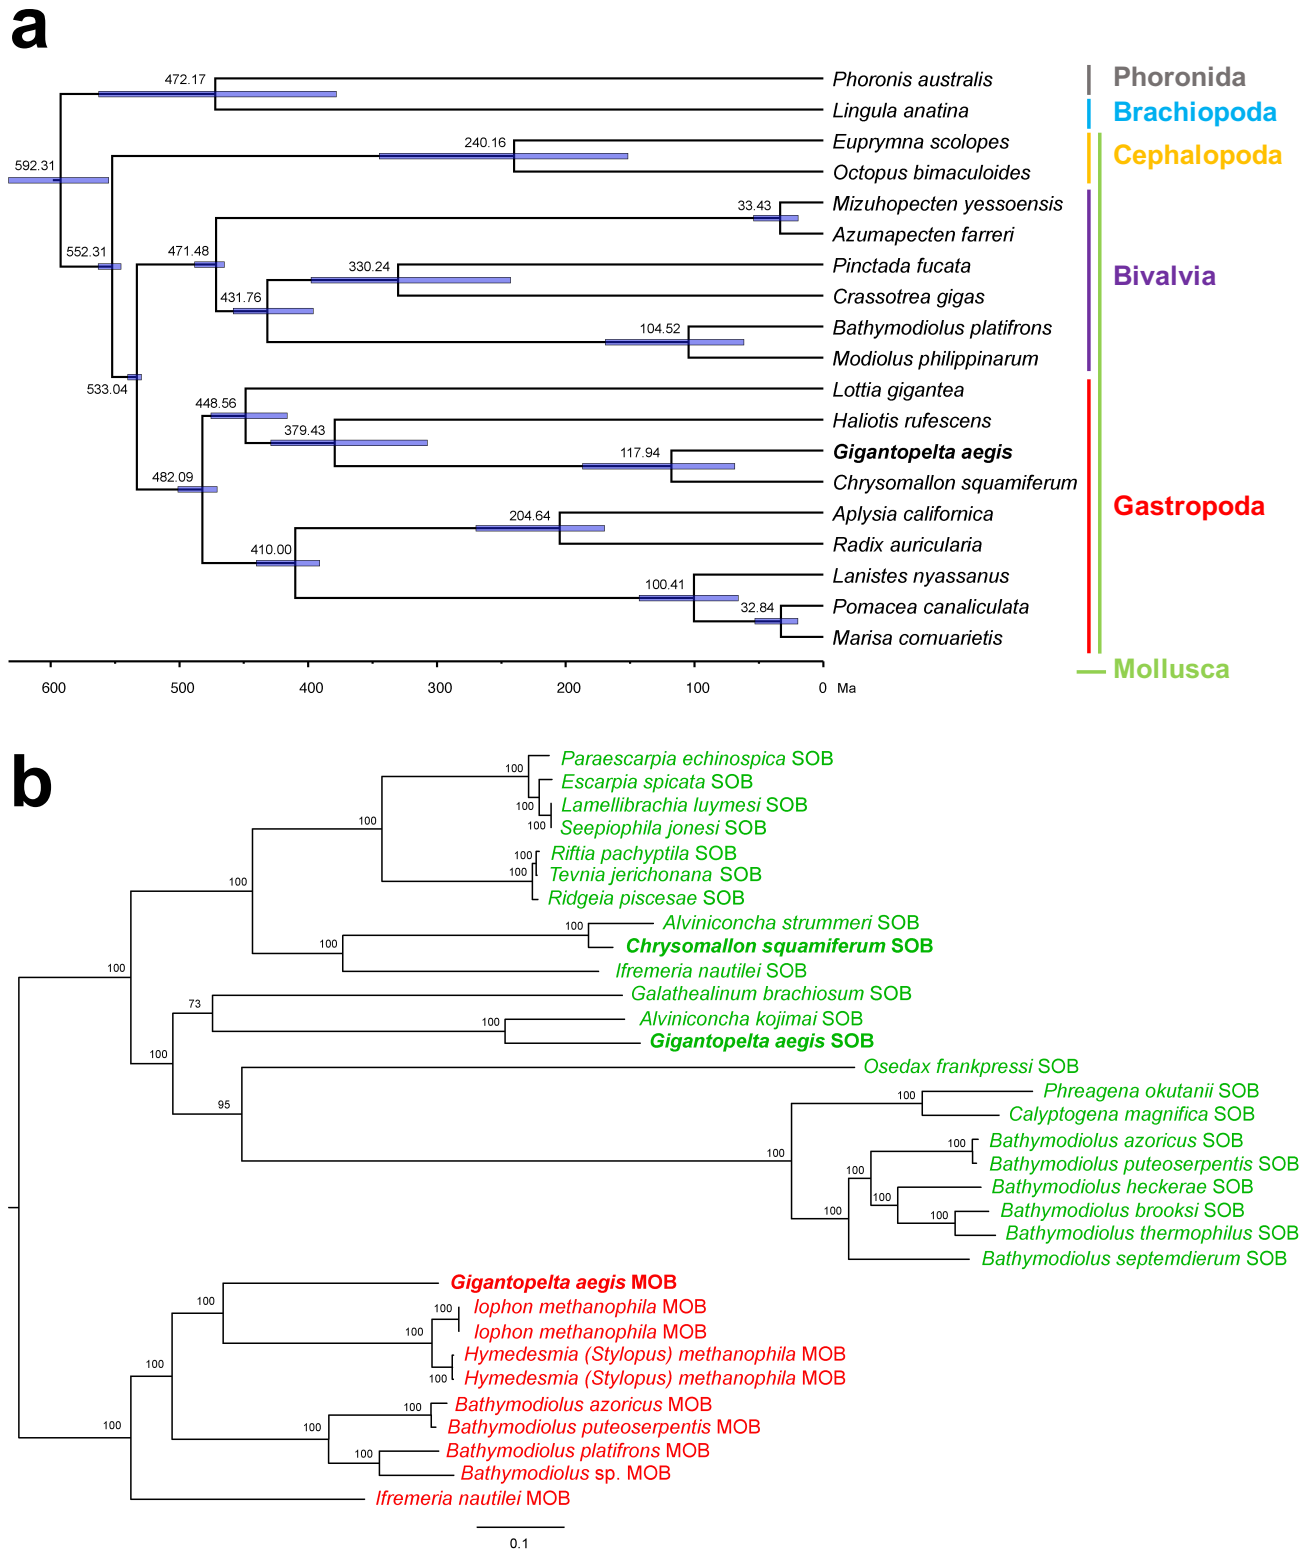 a
472.17
Phoronis australis
Phoronida
Lingula anatina
Brachiopoda
592.31
240.16
Euprymna scolopes
Octopus bimaculoides
Cephalopoda
552.31
33.43
Mizuhopecten yessoensis
Azumapecten farreri
471.48
330.24
Pinctada fucata
Crassotrea gigas
Bivalvia
431.76
104.52
Bathymodiolus platifrons
Modiolus philippinarum
533.04
448.56
Lottia gigantea
379.43
Haliotis rufescens
117.94
Gigantopelta aegis
Chrysomallon squamiferum
482.09
Gastropoda
204.64
Aplysia californica
Radix auricularia
410.00
100.41
Lanistes nyassanus
32.84
Pomacea canaliculata
Marisa cornuarietis
Mollusca
600 500 400 300 200 100 0 Ma
b
100
Paraescarpia echinospica SOB
Escarpia spicata SOB
100
Lamellibrachia luymesi SOB
100
Seepiophila jonesi SOB
100
100
Riftia pachyptila SOB
100
Tevnia jerichonana SOB
Ridgeia piscesae SOB
100
100
Alviniconcha strummeri SOB
100
Chrysomallon squamiferum SOB
Ifremeria nautilei SOB
100
73
Galathealinum brachiosum SOB
100
Alviniconcha kojimai SOB
Gigantopelta aegis SOB
100
Osedax frankpressi SOB
95
100
Phreagena okutanii SOB
Calyptogena magnifica SOB
100
100
Bathymodiolus azoricus SOB
Bathymodiolus puteoserpentis SOB
100
100
Bathymodiolus heckerae SOB
100
100
Bathymodiolus brooksi SOB
Bathymodiolus thermophilus SOB
Bathymodiolus septemdierum SOB
Gigantopelta aegis MOB
100
100
Iophon methanophila MOB
100
Iophon methanophila MOB
Hymedesmia (Stylopus) methanophila MOB
100
Hymedesmia (Stylopus) methanophila MOB
100
100
Bathymodiolus azoricus MOB
100
Bathymodiolus puteoserpentis MOB
100
Bathymodiolus platifrons MOB
Bathymodiolus sp. MOB
100
Ifremeria nautilei MOB
0.1